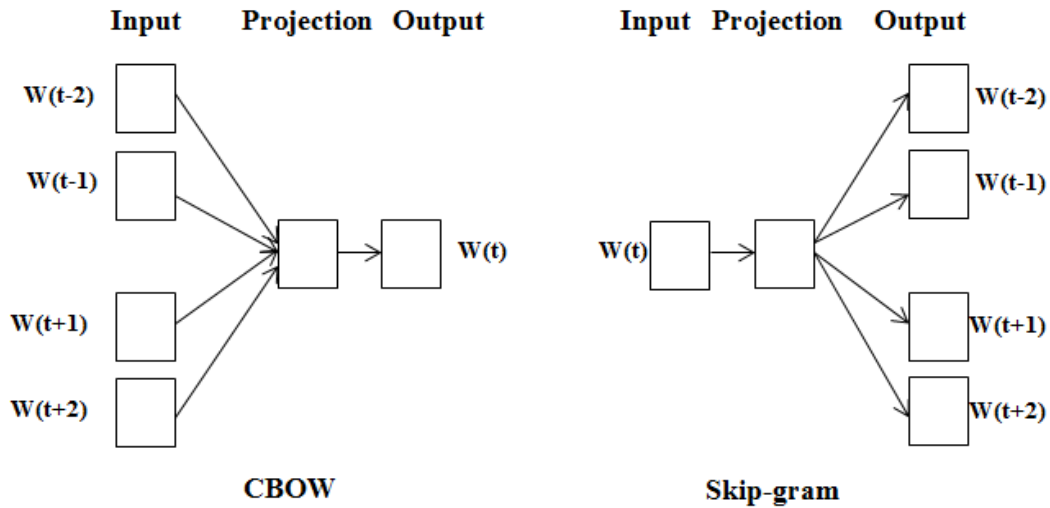 Input Projection Output
W(t-2)
W(t-1)
W(t)
W(t+1)
W(t+2)
CBOW
Input Projection Output
W(t-2)
W(t-1)
W(t)
W(t+1)
W(t+2)
Skip-gram